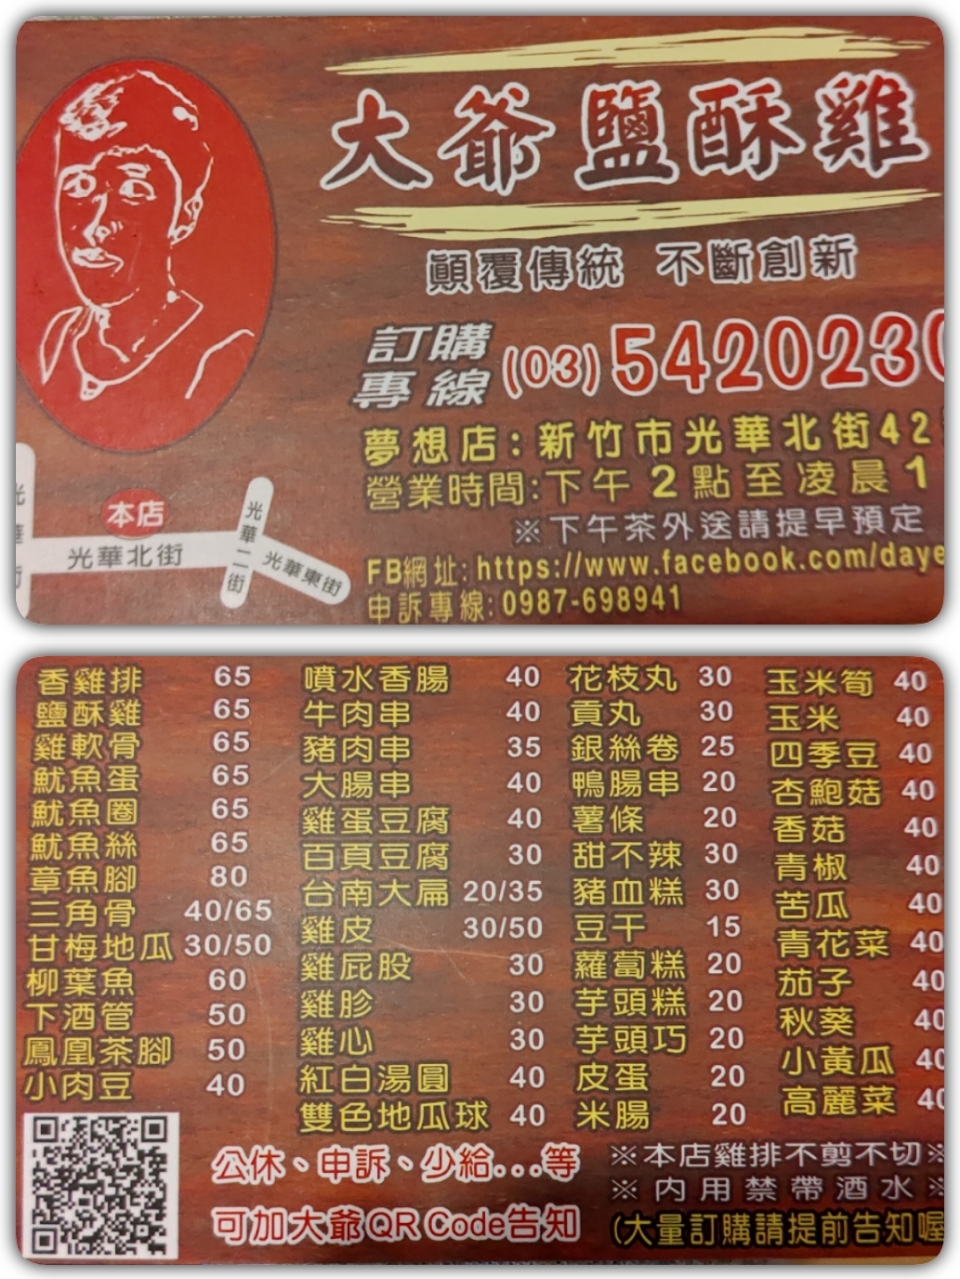 大爺鹽酥雞
顛覆傳統 不斷創新
訂購專線 (03)5420230
夢想店:新竹市光華北街42
營業時間:下午2點至凌晨1
※下午茶外送請提早預定
FB網址:https://www.facebook.com/daye
申訴專線:0987-698941
本店
光華北街
光華二街
光華東街
光華 街
香雞排 65
鹽酥雞 65
雞軟骨 65
魷魚蛋 65
魷魚圈 65
魷魚絲 65
章魚腳 80
三角骨 40/65
甘梅地瓜 30/50
柳葉魚 60
下酒管 50
鳳凰茶腳 50
小肉豆 40
噴水香腸 40
牛肉串 40
豬肉串 35
大腸串 40
雞蛋豆腐 40
百頁豆腐 30
台南大扁 20/35
雞皮 30/50
雞屁股 30
雞胗 30
雞心 30
紅白湯圓 40
雙色地瓜球 40
花枝丸 30
貢丸 30
銀絲卷 25
鴨腸串 20
薯條 20
甜不辣 30
豬血糕 30
豆干 15
蘿蔔糕 20
芋頭糕 20
芋頭巧 20
皮蛋 20
米腸 20
玉米筍 40
玉米 40
四季豆 40
杏鮑菇 40
香菇 40
青椒 40
苦瓜 40
青花菜 40
茄子 40
秋葵 40
小黃瓜 40
高麗菜 40
公休、申訴、少給...等
可加大爺QR Code告知
※本店雞排不剪不切※
※內用禁帶酒水※
(大量訂購請提前告知喔